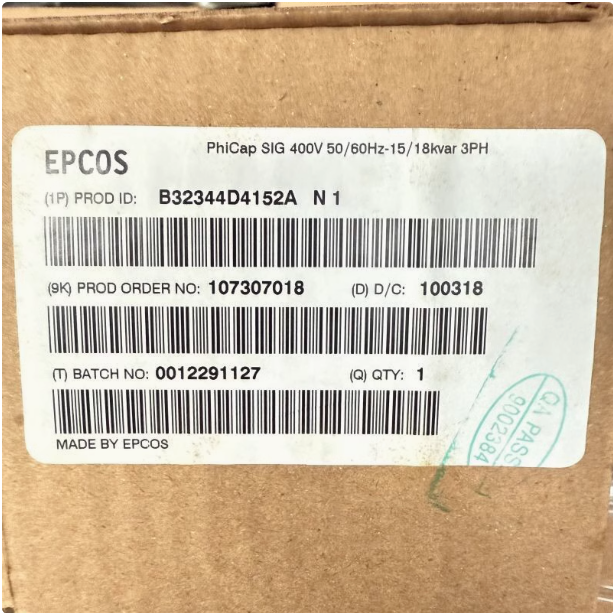 PhiCap SIG 400V 50/60Hz-15/18kvar 3PH
EPCOS
(1P) PROD ID: B32344D4152A N 1
(9K) PROD ORDER NO: 107307018 (D) D/C: 100318
(T) BATCH NO: 0012291127 (Q) QTY: 1
MADE BY EPCOS
QA PASS
9002384